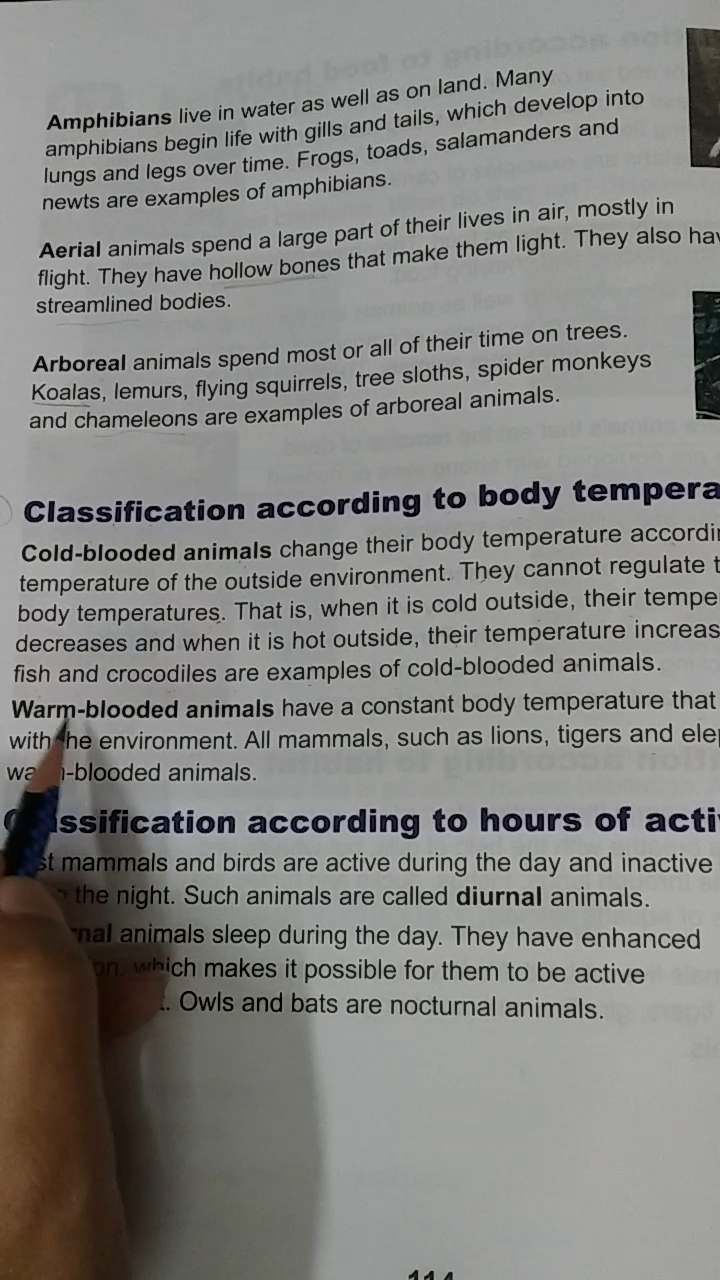 Amphibians live in water as well as on land. Many
amphibians begin life with gills and tails, which develop into
lungs and legs over time. Frogs, toads, salamanders and
newts are examples of amphibians.
Aerial animals spend a large part of their lives in air, mostly in
flight. They have hollow bones that make them light. They also
streamlined bodies.
Arboreal animals spend most or all of their time on trees.
Koalas, lemurs, flying squirrels, tree sloths, spider monkeys
and chameleons are examples of arboreal animals.
Classification according to body
Cold-blooded animals change their body temperature
temperature of the outside environment. They cannot regulate
body temperatures. That is, when it is cold outside, their
decreases and when it is hot outside, their temperature
fish and crocodiles are examples of cold-blooded animals.
Warm-blooded animals have a constant body temperature that
with the environment. All mammals, such as lions, tigers and
-blooded animals.
according to hours of
mammals and birds are active during the day and inactive
the night. Such animals are called diurnal animals.
animals sleep during the day. They have enhanced
which makes it possible for them to be active
Owls and bats are nocturnal animals.